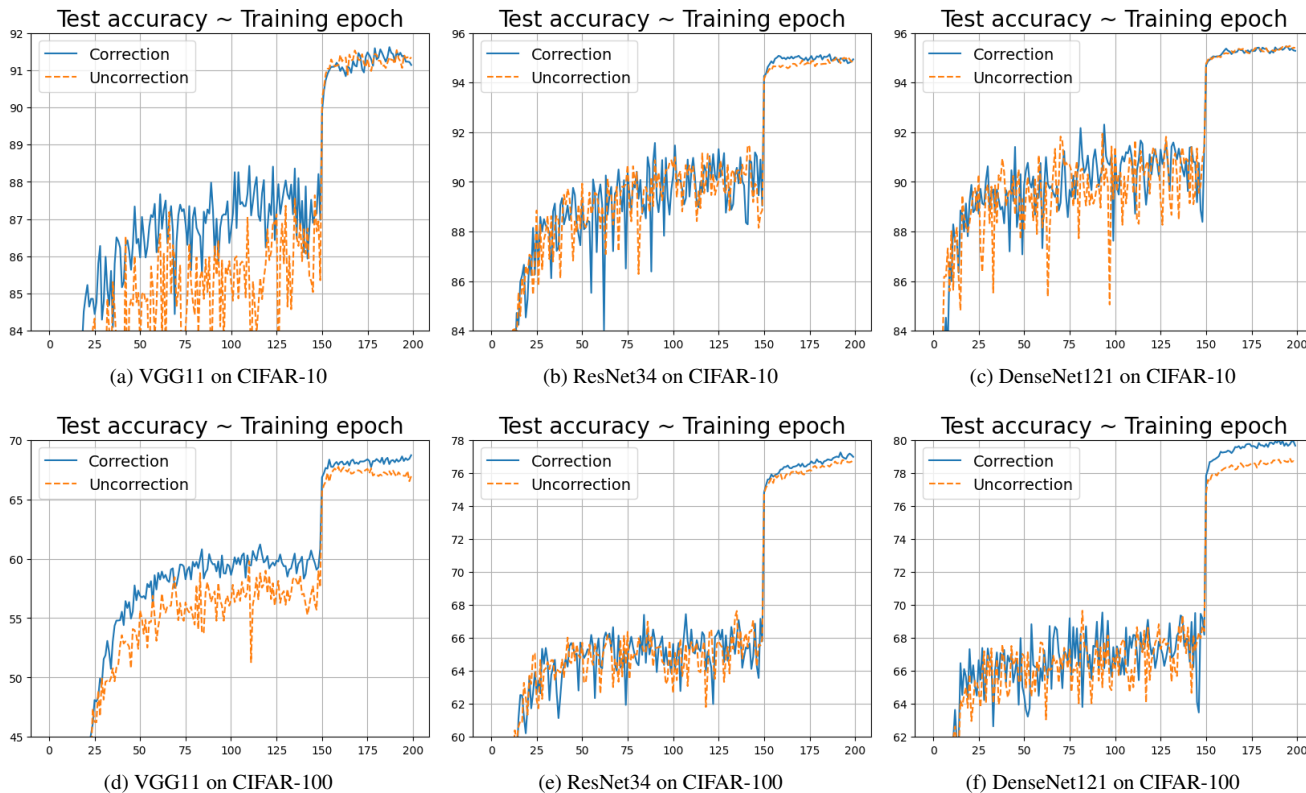 Test accuracy ~ Training epoch
92
91
90
89
88
87
86
85
84
Correction
Uncorrection
0 25 50 75 100 125 150 175 200
(a) VGG11 on CIFAR-10
Test accuracy ~ Training epoch
96
94
92
90
88
86
84
Correction
Uncorrection
0 25 50 75 100 125 150 175 200
(b) ResNet34 on CIFAR-10
Test accuracy ~ Training epoch
96
94
92
90
88
86
84
Correction
Uncorrection
0 25 50 75 100 125 150 175 200
(c) DenseNet121 on CIFAR-10
Test accuracy ~ Training epoch
70
65
60
55
50
45
Correction
Uncorrection
0 25 50 75 100 125 150 175 200
(d) VGG11 on CIFAR-100
Test accuracy ~ Training epoch
78
76
74
72
70
68
66
64
62
60
Correction
Uncorrection
0 25 50 75 100 125 150 175 200
(e) ResNet34 on CIFAR-100
Test accuracy ~ Training epoch
80
78
76
74
72
70
68
66
64
62
Correction
Uncorrection
0 25 50 75 100 125 150 175 200
(f) DenseNet121 on CIFAR-100